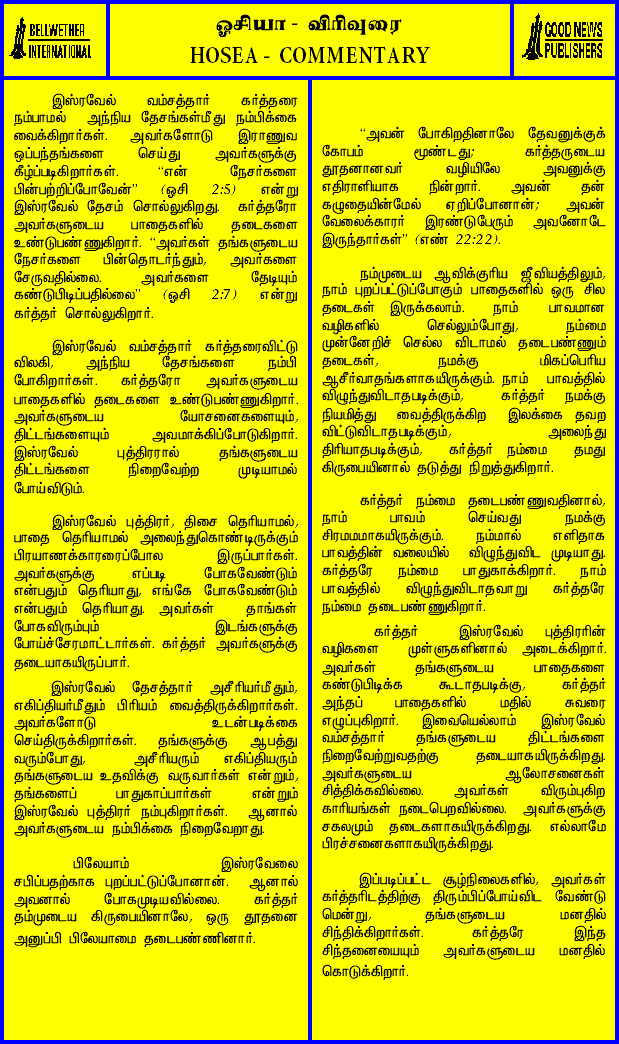 BELLWETHER
INTERNATIONAL
ஓசியா - விரிவுரை
HOSEA - COMMENTARY
GOOD NEWS
PUBLISHERS
இஸ்ரவேல் வம்சத்தார் கர்த்தரை
நம்பாமல் அந்நிய தேசங்கள்மீது நம்பிக்கை
வைக்கிறார்கள். அவர்களோடு இராணுவ
ஒப்பந்தங்களை செய்து அவர்களுக்கு
கீழ்ப்படிகிறார்கள். “என் நேசர்களை
பின்பற்றிப்போவேன்” (ஓசி 2:5) என்று
இஸ்ரவேல் தேசம் சொல்லுகிறது. கர்த்தரோ
அவர்களுடைய பாதைகளில் தடைகளை
உண்டுபண்ணுகிறார். “அவர்கள் தங்களுடைய
நேசர்களை பின்தொடர்ந்தும், அவர்களை
சேருவதில்லை. அவர்களை தேடியும்
கண்டுபிடிப்பதில்லை” (ஓசி 2:7) என்று
கர்த்தர் சொல்லுகிறார்.
இஸ்ரவேல் வம்சத்தார் கர்த்தரைவிட்டு
விலகி, அந்நிய தேசங்களை நம்பி
போகிறார்கள். கர்த்தரோ அவர்களுடைய
பாதைகளில் தடைகளை உண்டுபண்ணுகிறார்.
அவர்களுடைய யோசனைகளையும்,
திட்டங்களையும் அவமாக்கிப்போடுகிறார்.
இஸ்ரவேல் புத்திரரால் தங்களுடைய
திட்டங்களை நிறைவேற்ற முடியாமல்
போய்விடும்.
இஸ்ரவேல் புத்திரர், திசை தெரியாமல்,
பாதை தெரியாமல் அலைந்துகொண்டிருக்கும்
பிரயாணக்காரரைப்போல இருப்பார்கள்.
அவர்களுக்கு எப்படி போகவேண்டும்
என்பதும் தெரியாது, எங்கே போகவேண்டும்
என்பதும் தெரியாது. அவர்கள் தாங்கள்
போகவிரும்பும் இடங்களுக்கு
போய்ச்சேரமாட்டார்கள். கர்த்தர் அவர்களுக்கு
தடையாகயிருப்பார்.
இஸ்ரவேல் தேசத்தார் அசீரியர்மீதும்,
எகிப்தியர்மீதும் பிரியம் வைத்திருக்கிறார்கள்.
அவர்களோடு உடன்படிக்கை
செய்திருக்கிறார்கள். தங்களுக்கு ஆபத்து
வரும்போது, அசீரியரும் எகிப்தியரும்
தங்களுடைய உதவிக்கு வருவார்கள் என்றும்,
தங்களைப் பாதுகாப்பார்கள் என்றும்
இஸ்ரவேல் புத்திரர் நம்புகிறார்கள். ஆனால்
அவர்களுடைய நம்பிக்கை நிறைவேறாது.
பிலேயாம் இஸ்ரவேலை
சபிப்பதற்காக புறப்பட்டுப்போனான். ஆனால்
அவனால் போகமுடியவில்லை. கர்த்தர்
தம்முடைய கிருபையினாலே, ஒரு தூதனை
அனுப்பி பிலேயாமை தடைபண்ணினார்.
“அவன் போகிறதினாலே தேவனுக்குக்
கோபம் மூண்டது; கர்த்தருடைய
தூதனானவர் வழியிலே அவனுக்கு
எதிராளியாக நின்றார். அவன் தன்
கழுதையின்மேல் ஏறிப்போனான்; அவன்
வேலைக்காரர் இரண்டுபேரும் அவனோடே
இருந்தார்கள்” (எண் 22:22).
நம்முடைய ஆவிக்குரிய ஜீவியத்திலும்,
நாம் புறப்பட்டுப்போகும் பாதைகளில் ஒரு சில
தடைகள் இருக்கலாம். நாம் பாவமான
வழிகளில் செல்லும்போது, நம்மை
முன்னேறிச் செல்ல விடாமல் தடைபண்ணும்
தடைகள், நமக்கு மிகப்பெரிய
ஆசீர்வாதங்களாகயிருக்கும். நாம் பாவத்தில்
விழுந்துவிடாதபடிக்கும், கர்த்தர் நமக்கு
நியமித்து வைத்திருக்கிற இலக்கை தவற
விட்டுவிடாதபடிக்கும், அலைந்து
திரியாதபடிக்கும், கர்த்தர் நம்மை தமது
கிருபையினால் தடுத்து நிறுத்துகிறார்.
கர்த்தர் நம்மை தடைபண்ணுவதினால்,
நாம் பாவம் செய்வது நமக்கு
சிரமமாகயிருக்கும். நம்மால் எளிதாக
பாவத்தின் வலையில் விழுந்துவிட முடியாது.
கர்த்தரே நம்மை பாதுகாக்கிறார். நாம்
பாவத்தில் விழுந்துவிடாதவாறு கர்த்தரே
நம்மை தடைபண்ணுகிறார்.
கர்த்தர் இஸ்ரவேல் புத்திரரின்
வழிகளை முள்ளுகளினால் அடைக்கிறார்.
அவர்கள் தங்களுடைய பாதைகளை
கண்டுபிடிக்க கூடாதபடிக்கு, கர்த்தர்
அந்தப் பாதைகளில் மதில் சுவரை
எழுப்புகிறார். இவையெல்லாம் இஸ்ரவேல்
வம்சத்தார் தங்களுடைய திட்டங்களை
நிறைவேற்றுவதற்கு தடையாகயிருக்கிறது.
அவர்களுடைய ஆலோசனைகள்
சித்திக்கவில்லை. அவர்கள் விரும்புகிற
காரியங்கள் நடைபெறவில்லை. அவர்களுக்கு
சகலமும் தடைகளாகயிருக்கிறது. எல்லாமே
பிரச்சனைகளாகயிருக்கிறது.
இப்படிப்பட்ட சூழ்நிலைகளில், அவர்கள்
கர்த்தரிடத்திற்கு திரும்பிப்போய்விட வேண்டு
மென்று, தங்களுடைய மனதில்
சிந்திக்கிறார்கள். கர்த்தரே இந்த
சிந்தனையையும் அவர்களுடைய மனதில்
கொடுக்கிறார்.